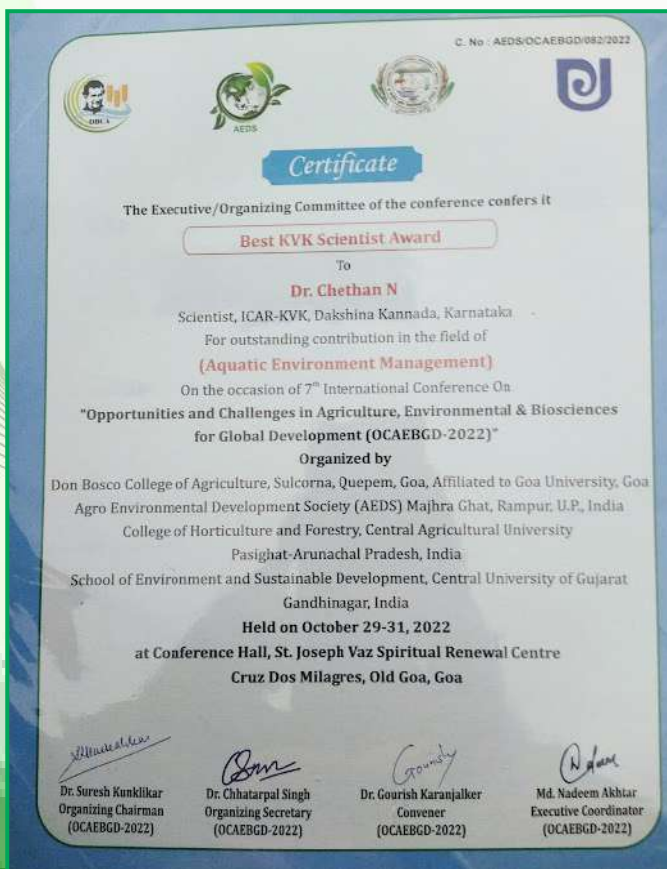 C. No : AEDS/OCAEBGD/082/2022
DBCA
AEDS
Certificate
The Executive/Organizing Committee of the conference confers it
Best KVK Scientist Award
To
Dr. Chethan N
Scientist, ICAR-KVK, Dakshina Kannada, Karnataka
For outstanding contribution in the field of
(Aquatic Environment Management)
On the occasion of 7th International Conference On
"Opportunities and Challenges in Agriculture, Environmental & Biosciences
for Global Development (OCAEBGD-2022)"
Organized by
Don Bosco College of Agriculture, Sulcorna, Quepem, Goa, Affiliated to Goa University, Goa
Agro Environmental Development Society (AEDS) Majhra Ghat, Rampur, U.P., India
College of Horticulture and Forestry, Central Agricultural University
Pasighat-Arunachal Pradesh, India
School of Environment and Sustainable Development, Central University of Gujarat
Gandhinagar, India
Held on October 29-31, 2022
at Conference Hall, St. Joseph Vaz Spiritual Renewal Centre
Cruz Dos Milagres, Old Goa, Goa
Dr. Suresh Kunklikar Dr. Chhatarpal Singh Dr. Gourish Karanjalker Md. Nadeem Akhtar
Organizing Chairman Organizing Secretary Convener Executive Coordinator
(OCAEBGD-2022) (OCAEBGD-2022) (OCAEBGD-2022) (OCAEBGD-2022)